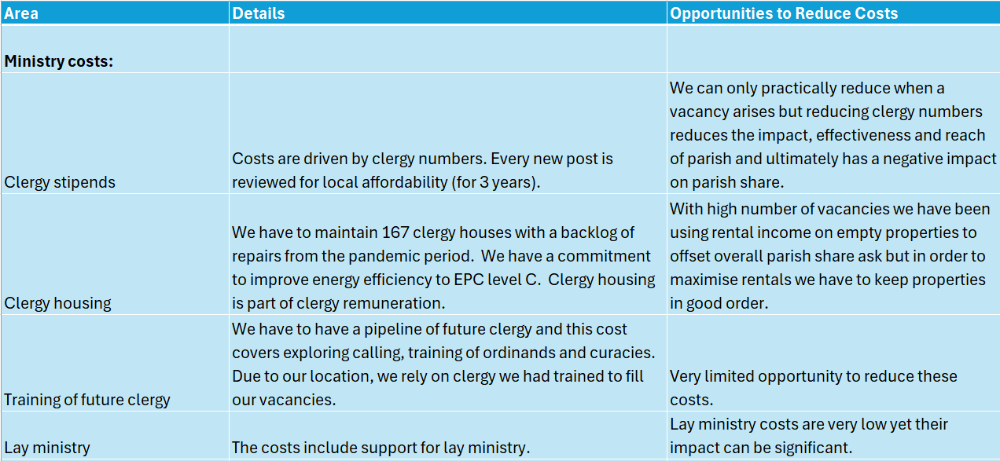 Area Details Opportunities to Reduce Costs
Ministry costs:
Clergy stipends
Costs are driven by clergy numbers. Every new post is
reviewed for local affordability (for 3 years).
We can only practically reduce when a
vacancy arises but reducing clergy numbers
reduces the impact, effectiveness and reach
of parish and ultimately has a negative impact
on parish share.
Clergy housing
We have to maintain 167 clergy houses with a backlog of
repairs from the pandemic period.  We have a commitment
to improve energy efficiency to EPC level C.  Clergy housing
is part of clergy remuneration.
With high number of vacancies we have been
using rental income on empty properties to
offset overall parish share ask but in order to
maximise rentals we have to keep properties
in good order.
Training of future clergy
We have to have a pipeline of future clergy and this cost
covers exploring calling, training of ordinands and curacies.
Due to our location, we rely on clergy we had trained to fill
our vacancies.
Very limited opportunity to reduce these
costs.
Lay ministry
The costs include support for lay ministry.
Lay ministry costs are very low yet their
impact can be significant.